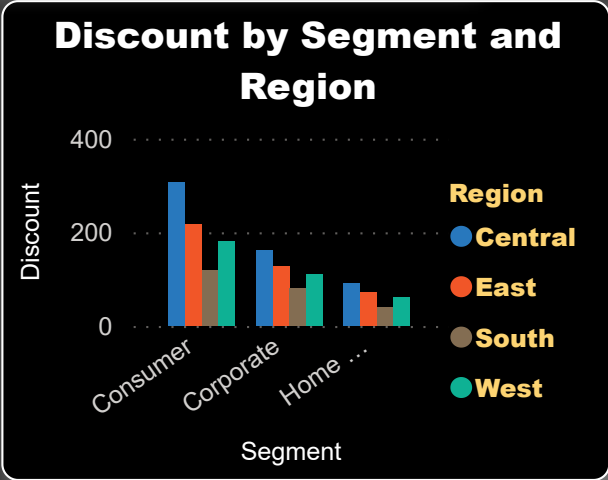 Discount by Segment and
Region
400
200
0
Discount
Consumer
Corporate
Home …
Segment
Region
Central
East
South
West